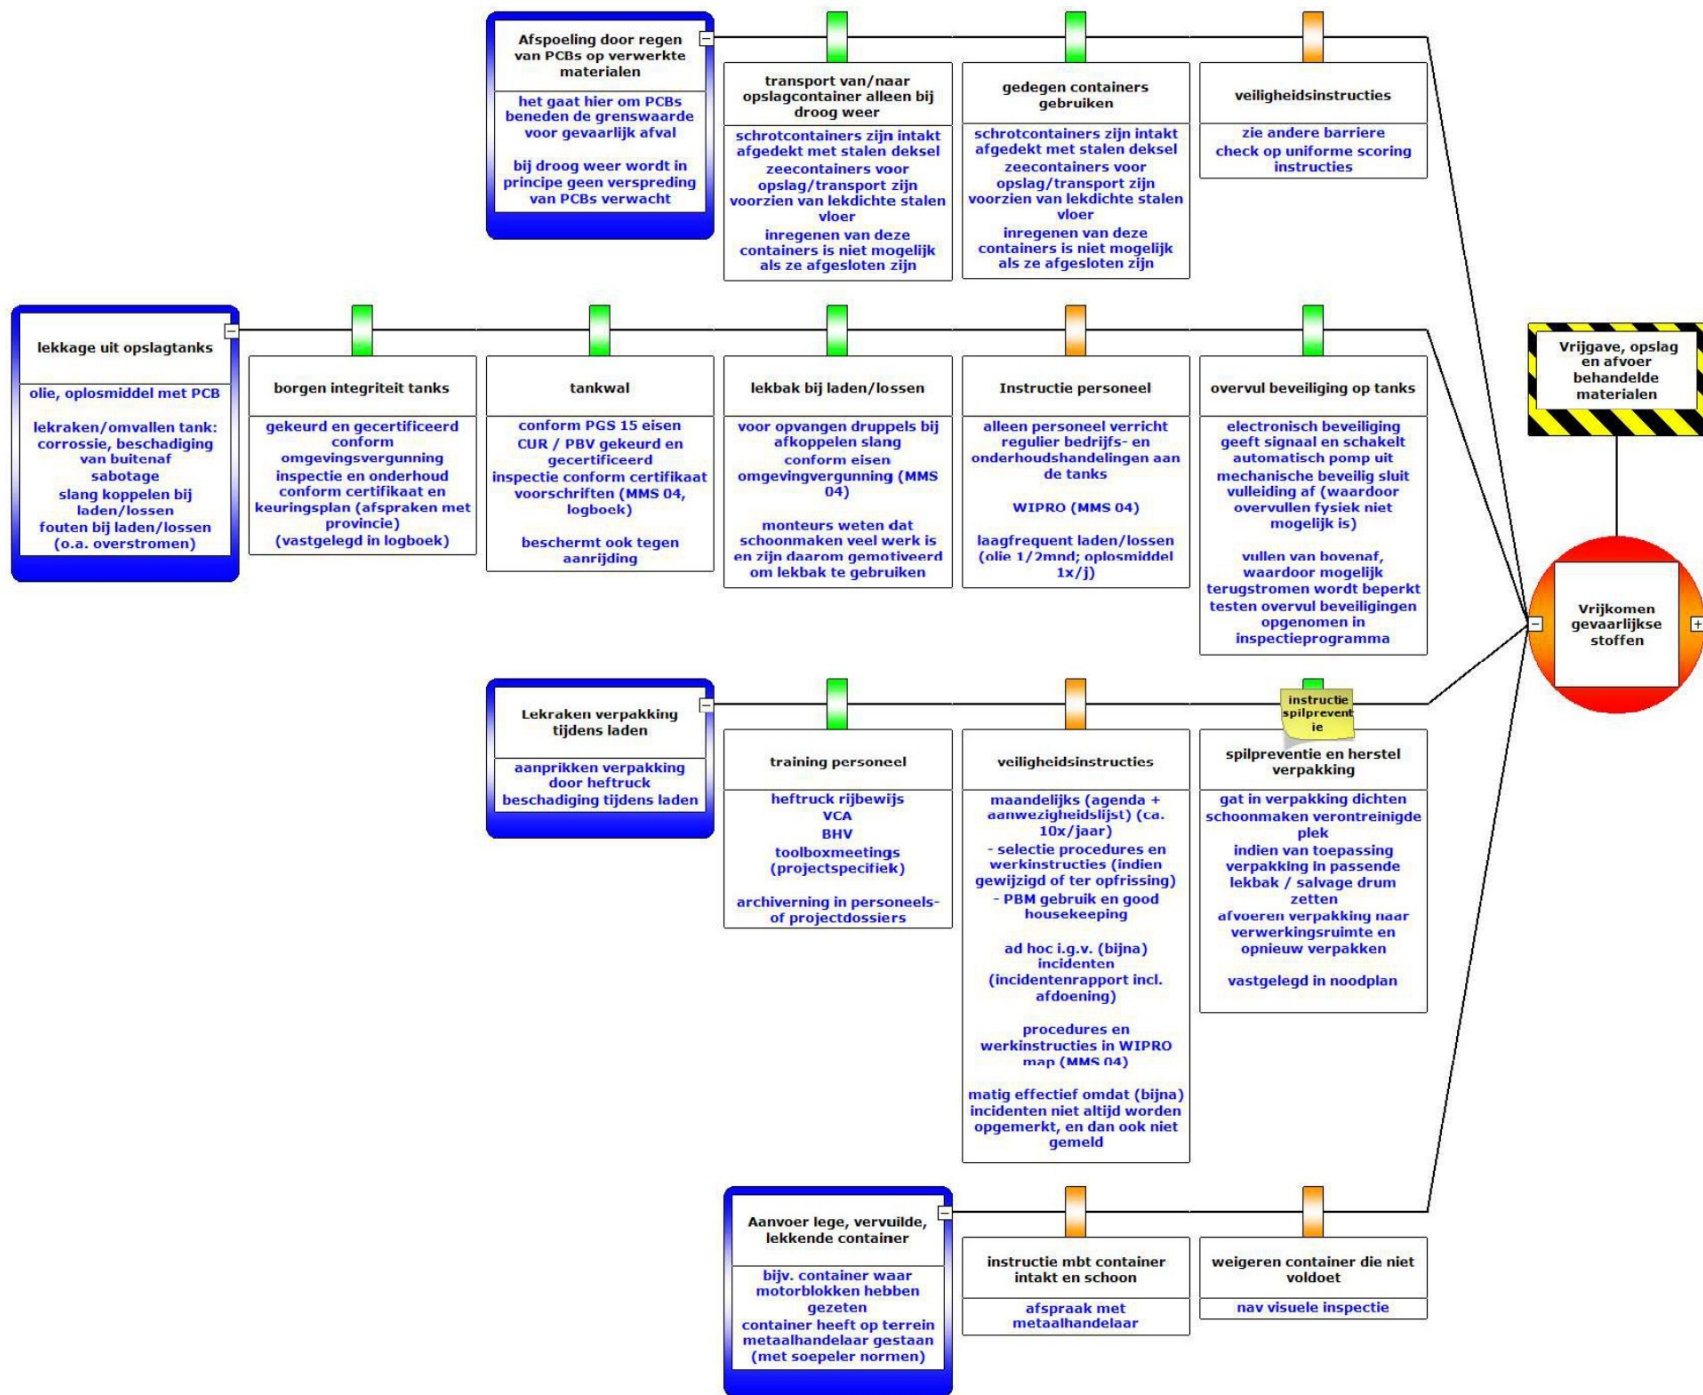 Afspoeling door regen
van PCBs op verwerkte
materialen
het gaat hier om PCBs
beneden de grenswaarde
voor gevaarlijk afval
bij droog weer wordt in
principe geen verspreding
van PCBs verwacht
transport van/naar
opslagcontainer alleen bij
droog weer
schrotcontainers zijn intakt
afgedekt met stalen deksel
zeecontainers voor
opslag/transport zijn
voorzien van lekdichte stalen
vloer
inregenen van deze
containers is niet mogelijk
als ze afgesloten zijn
gedegen containers
gebruiken
schrotcontainers zijn intakt
afgedekt met stalen deksel
zeecontainers voor
opslag/transport zijn
voorzien van lekdichte stalen
vloer
inregenen van deze
containers is niet mogelijk
als ze afgesloten zijn
veiligheidsinstructies
zie andere barriere
check op uniforme scoring
instructies
lekkage uit opslagtanks
olie, oplosmiddel met PCB
lekraken/omvallen tank:
corrossie, beschadiging
van buitenaf
sabotage
slang koppelen bij
laden/lossen
fouten bij laden/lossen
(o.a. overstromen)
borgen integriteit tanks
gekeurd en gecertificeerd
conform
omgevingsvergunning
inspectie en onderhoud
conform certifikaat en
keuringsplan (afspraken met
provincie)
(vastgelegd in logboek)
tankwal
conform PGS 15 eisen
CUR / PBV gekeurd en
gecertificeerd
inspectie conform certifikaat
voorschriften (MMS 04,
logboek)
beschermt ook tegen
aanrijding
lekbak bij laden/lossen
voor opvangen druppels bij
afkoppelen slang
conform eisen
omgevingvergunning (MMS
04)
monteurs weten dat
schoonmaken veel werk is
en zijn daarom gemotiveerd
om lekbak te gebruiken
Instructie personeel
alleen personeel verricht
regulier bedrijfs- en
onderhoudshandelingen aan
de tanks
WIPRO (MMS 04)
laagfrequent laden/lossen
(olie 1/2mnd; oplosmiddel
1x/j)
overvul beveiliging op tanks
electronisch beveiliging
geeft signaal en schakelt
automatisch pomp uit
mechanische beveilig sluit
vulleiding af (waardoor
overvullen fysiek niet
mogelijk is)
vullen van bovenaf,
waardoor mogelijk
terugstromen wordt beperkt
testen overvul beveiligingen
opgenomen in
inspectieprogramma
Vrijgave, opslag
en afvoer
behandelde
materialen
Vrijkomen
gevaarlijkse
stoffen
Lekraken verpakking
tijdens laden
aanprikken verpakking
door heftruck
beschadiging tijdens laden
training personeel
heftruck rijbewijs
VCA
BHV
toolboxmeetings
(projectspecifiek)
archiverning in personeels-
of projectdossiers
veiligheidsinstructies
maandelijks (agenda +
aanwezigheidslijst) (ca.
10x/jaar)
- selectie procedures en
werkinstructies (indien
gewijzigd of ter opfrissing)
- PBM gebruik en good
housekeeping
ad hoc i.g.v. (bijna)
incidenten
(incidentenrapport incl.
afdoening)
procedures en
werkinstructies in WIPRO
map (MMS 04)
matig effectief omdat (bijna)
incidenten niet altijd worden
opgemerkt, en dan ook niet
gemeld
instructie
spilprevent
ie
spilpreventie en herstel
verpakking
gat in verpakking dichten
schoonmaken verontreinigde
plek
indien van toepassing
verpakking in passende
lekbak / salvage drum
zetten
afvoeren verpakking naar
verwerkingsruimte en
opnieuw verpakken
vastgelegd in noodplan
Aanvoer lege, vervuilde,
lekkende container
bijv. container waar
motorblokken hebben
gezeten
container heeft op terrein
metaalhandelaar gestaan
(met soepeler normen)
instructie mbt container
intakt en schoon
afspraak met
metaalhandelaar
weigeren container die niet
voldoet
nav visuele inspectie